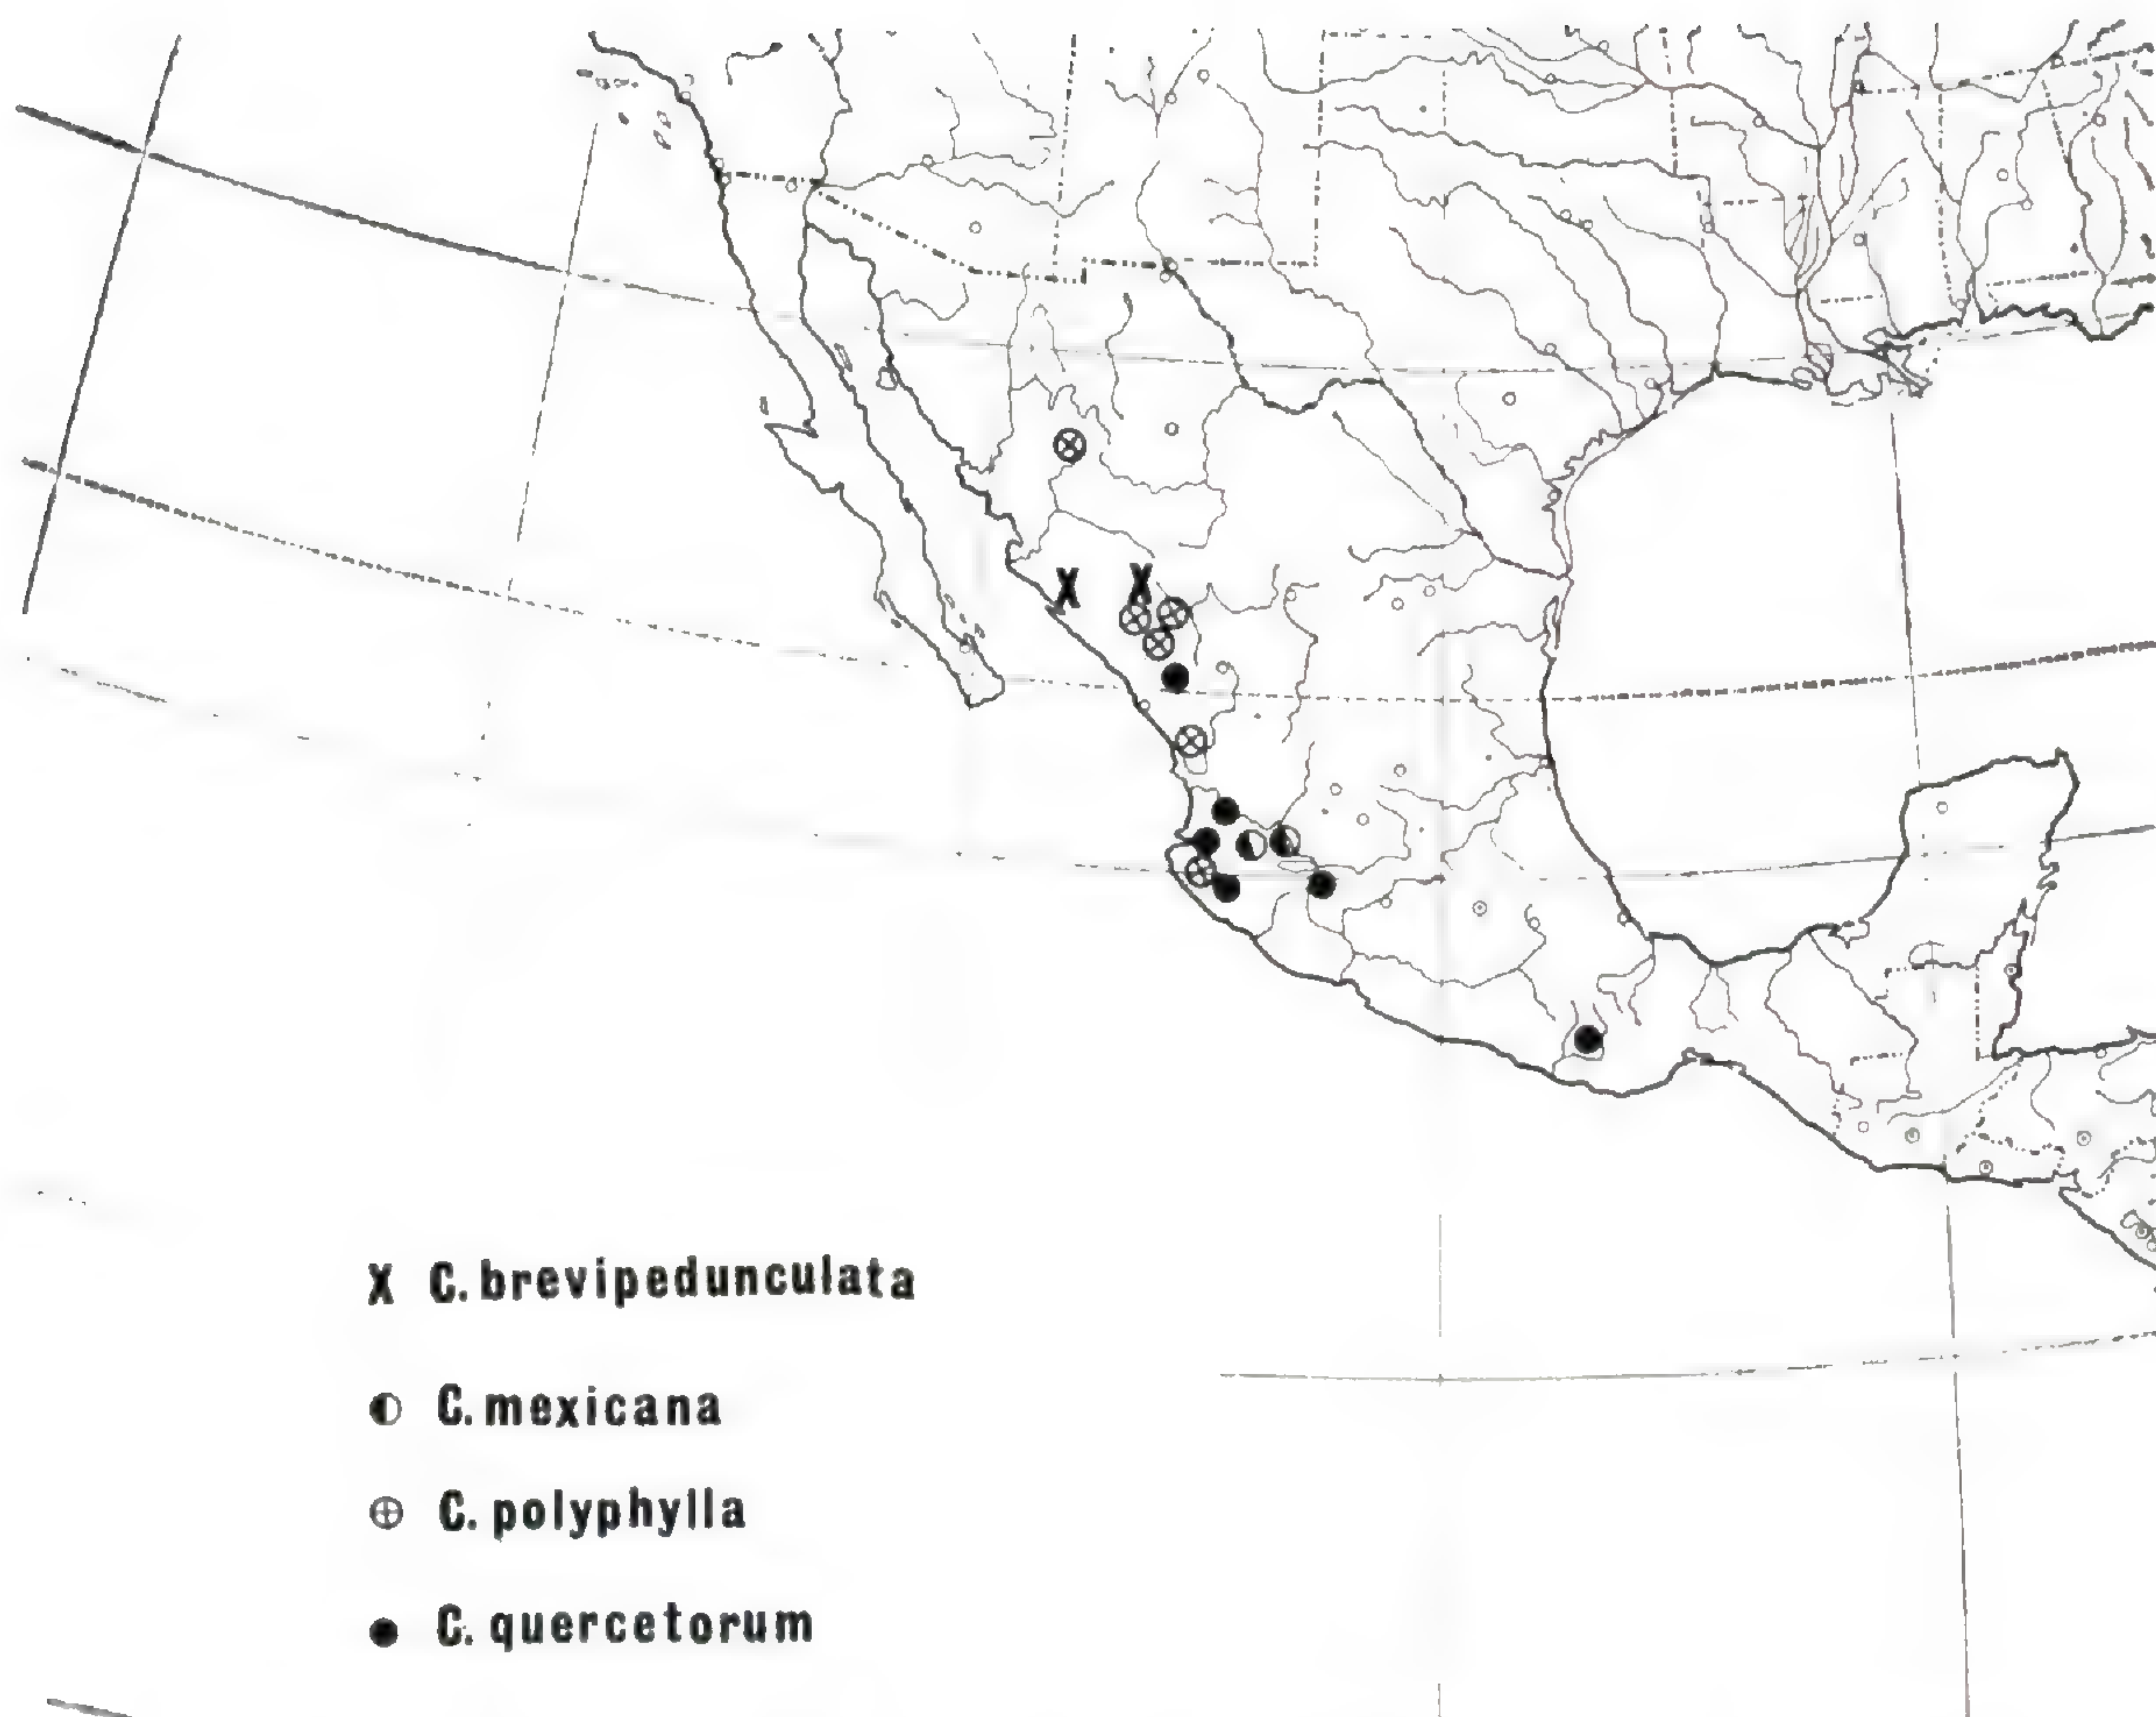 X C. brevipedunculata
C. mexicana
C. polyphylla
C. quercetorum